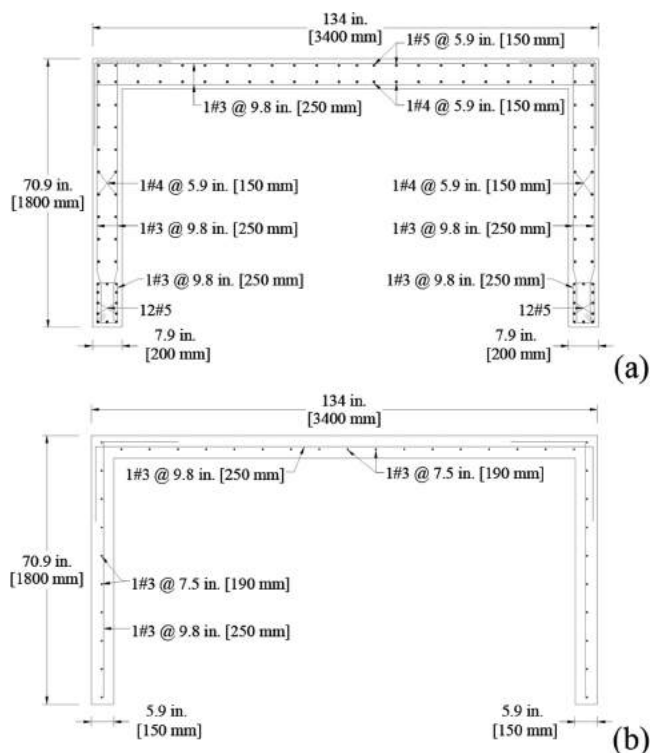 134 in.
[3400 mm]
1#5 @ 5.9 in. [150 mm]
1#3 @ 9.8 in. [250 mm]
1#4 @ 5.9 in. [150 mm]
70.9 in.
[1800 mm]
1#4 @ 5.9 in. [150 mm]
1#4 @ 5.9 in. [150 mm]
1#3 @ 9.8 in. [250 mm]
1#3 @ 9.8 in. [250 mm]
1#3 @ 9.8 in. [250 mm]
1#3 @ 9.8 in. [250 mm]
12#5
12#5
7.9 in.
[200 mm]
7.9 in.
[200 mm]
(a)
134 in.
[3400 mm]
1#3 @ 9.8 in. [250 mm]
1#3 @ 7.5 in. [190 mm]
70.9 in.
[1800 mm]
1#3 @ 7.5 in. [190 mm]
1#3 @ 9.8 in. [250 mm]
5.9 in.
[150 mm]
5.9 in.
[150 mm]
(b)